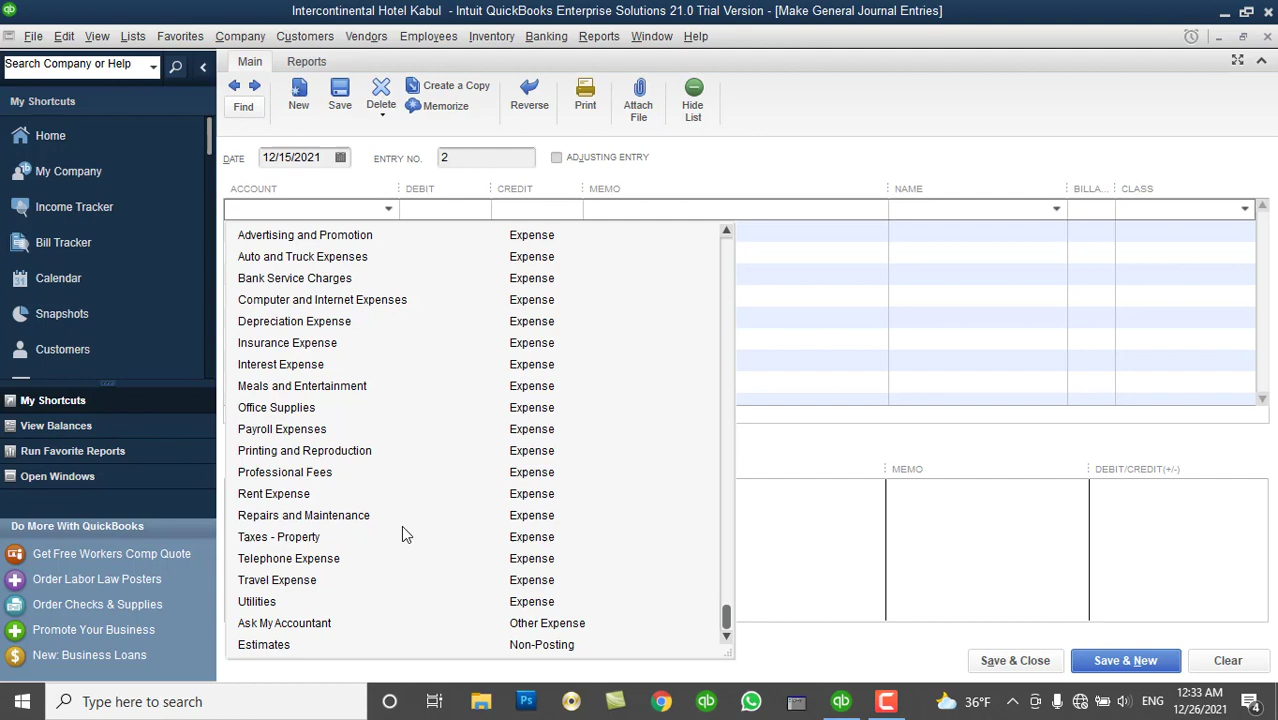 Intercontinental Hotel Kabul - Intuit QuickBooks Enterprise Solutions 21.0 Trial Version - [Make General Journal Entries]
File Edit View Lists Favorites Company Customers Vendors Employees Inventory Banking Reports Window Help
Search Company or Help
My Shortcuts
Home
My Company
Income Tracker
Bill Tracker
Calendar
Snapshots
Customers
My Shortcuts
View Balances
Run Favorite Reports
Open Windows
Do More With QuickBooks
Get Free Workers Comp Quote
Order Labor Law Posters
Order Checks & Supplies
Promote Your Business
New: Business Loans
Main Reports
Find
New
Save
Delete
Create a Copy
Memorize
Reverse
Print
Attach File
Hide List
DATE 12/15/2021 ENTRY NO. 2 ADJUSTING ENTRY
ACCOUNT DEBIT CREDIT MEMO NAME BILLA... CLASS
Advertising and Promotion Expense
Auto and Truck Expenses Expense
Bank Service Charges Expense
Computer and Internet Expenses Expense
Depreciation Expense Expense
Insurance Expense Expense
Interest Expense Expense
Meals and Entertainment Expense
Office Supplies Expense
Payroll Expenses Expense
Printing and Reproduction Expense
Professional Fees Expense
Rent Expense Expense
Repairs and Maintenance Expense
Taxes - Property Expense
Telephone Expense Expense
Travel Expense Expense
Utilities Expense
Ask My Accountant Other Expense
Estimates Non-Posting
MEMO DEBIT/CREDIT(+/-)
Save & Close Save & New Clear
Type here to search
36°F ENG 12:33 AM
12/26/2021
4